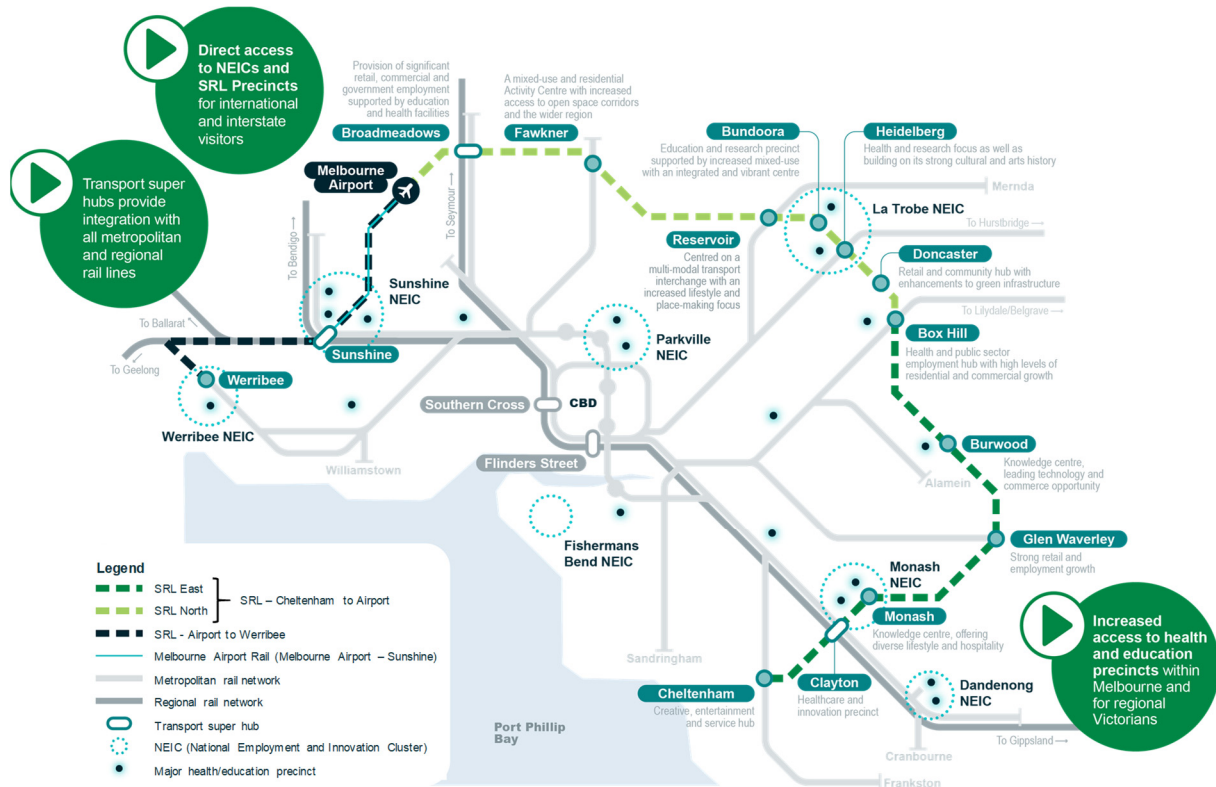 Direct access
to NEICs and
SRL Precincts
for international
and interstate
visitors
Transport super
hubs provide
integration with
all metropolitan
and regional
rail lines
Provision of significant
retail, commercial and
government employment
supported by education
and health facilities
Broadmeadows
A mixed-use and residential
Activity Centre with increased
access to open space corridors
and the wider region
Fawkner
Bundoora
Education and research precinct
supported by increased mixed-use
with an integrated and vibrant centre
Heidelberg
Health and research focus as well as
building on its strong cultural and arts history
Melbourne
Airport
Mernda
La Trobe NEIC
To Hurstbridge →
To Seymour →
To Bendigo →
Reservoir
Centred on a
multi-modal transport
interchange with an
increased lifestyle and
place-making focus
Doncaster
Retail and community hub with
enhancements to green infrastructure
Sunshine
NEIC
To Lilydale/Belgrave →
To Ballarat
Parkville
NEIC
Box Hill
Health and public sector
employment hub with high levels of
residential and commercial growth
Sunshine
To Geelong
Werribee
Southern Cross
CBD
Werribee NEIC
Flinders Street
Williamstown
Burwood
Knowledge centre,
leading technology and
commerce opportunity
Alamein
Fishermans
Bend NEIC
Glen Waverley
Strong retail and
employment growth
Monash
NEIC
Monash
Knowledge centre, offering
diverse lifestyle and hospitality
Increased
access to health
and education
precincts within
Melbourne and
for regional
Victorians
Sandringham
Cheltenham
Creative, entertainment
and service hub
Clayton
Healthcare and
innovation precinct
Dandenong
NEIC
Port Phillip
Bay
To Gippsland →
Cranbourne
Frankston
Legend
SRL East
SRL North
SRL – Cheltenham to Airport
SRL - Airport to Werribee
Melbourne Airport Rail (Melbourne Airport – Sunshine)
Metropolitan rail network
Regional rail network
Transport super hub
NEIC (National Employment and Innovation Cluster)
Major health/education precinct